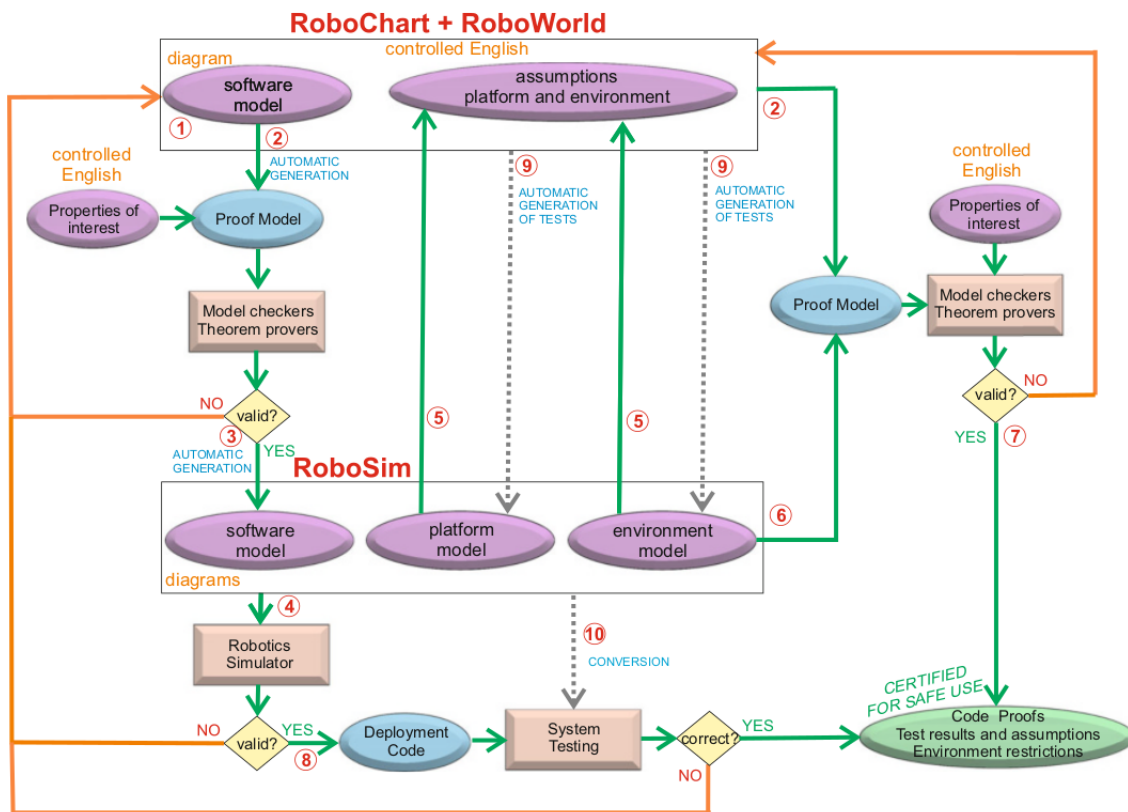 RoboChart + RoboWorld
diagram
controlled English
software
model
assumptions
platform and environment
1
2
2
controlled
English
AUTOMATIC
GENERATION
9
AUTOMATIC
GENERATION
OF TESTS
9
AUTOMATIC
GENERATION
OF TESTS
controlled
English
Properties of
interest
Proof Model
Properties of
interest
Model checkers
Theorem provers
Proof Model
Model checkers
Theorem provers
NO
valid?
3
YES
5
5
valid?
NO
YES
7
AUTOMATIC
GENERATION
RoboSim
software
model
platform
model
environment
model
6
diagrams
4
Robotics
Simulator
10
CONVERSION
NO
valid?
YES
8
Deployment
Code
System
Testing
correct?
YES
NO
CERTIFIED
FOR SAFE USE
Code Proofs
Test results and assumptions
Environment restrictions